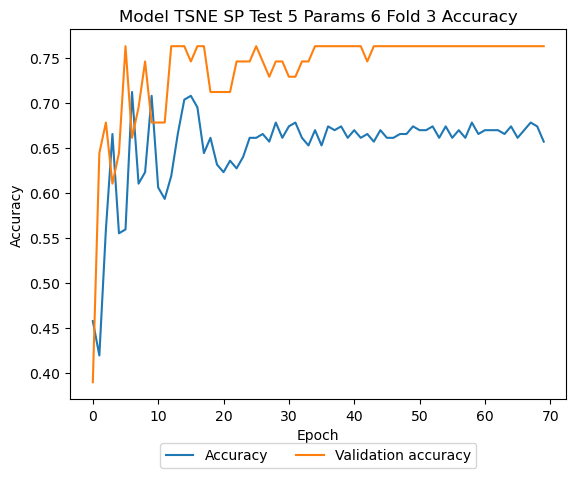 Model TSNE SP Test 5 Params 6 Fold 3 Accuracy
0.75
0.70
0.65
0.60
0.55
0.50
0.45
0.40
Accuracy
0 10 20 30 40 50 60 70
Epoch
Accuracy Validation accuracy